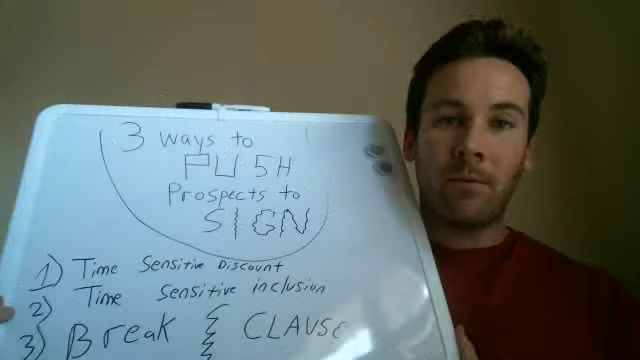 3 Ways to
PUSH
Prospects to
SIGN
1) Time Sensitive Discount
2) Time Sensitive inclusion
3) Break & CLAUSE